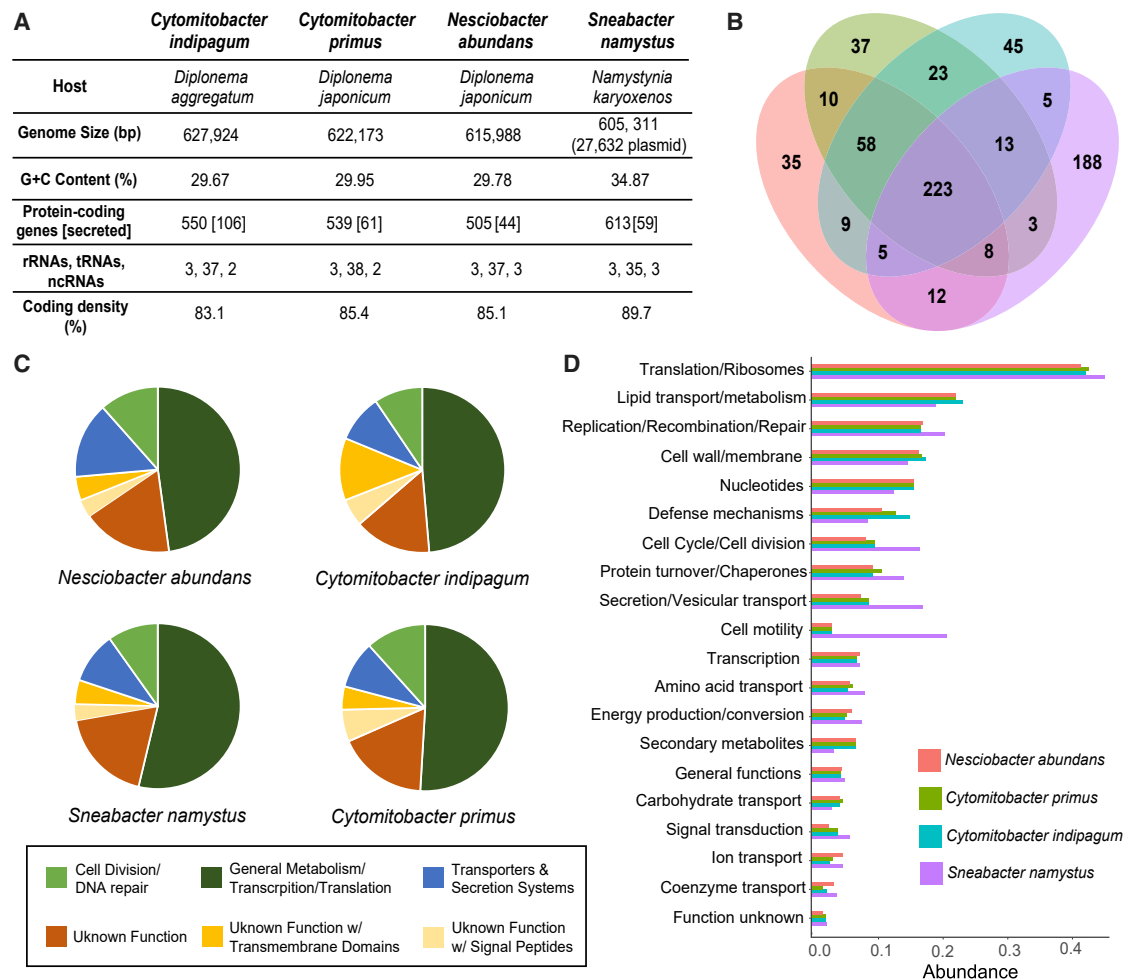 A
Cytomitobacter indipagum
Cytomitobacter primus
Nesciobacter abundans
Sneabacter namystus
Host
Diplonema aggregatum
Diplonema japonicum
Diplonema japonicum
Namystynia karyoxenos
Genome Size (bp)
627,924
622,173
615,988
605, 311 (27,632 plasmid)
G+C Content (%)
29.67
29.95
29.78
34.87
Protein-coding genes [secreted]
550 [106]
539 [61]
505 [44]
613[59]
rRNAs, tRNAs, ncRNAs
3, 37, 2
3, 38, 2
3, 37, 3
3, 35, 3
Coding density (%)
83.1
85.4
85.1
89.7
B
37
45
23
10
5
35
58
13
188
223
9
3
5
8
12
C
Nesciobacter abundans
Cytomitobacter indipagum
Sneabacter namystus
Cytomitobacter primus
Cell Division/
DNA repair
General Metabolism/
Transcrpition/Translation
Transporters &
Secretion Systems
Uknown Function
Uknown Function w/
Transmembrane Domains
Uknown Function
w/ Signal Peptides
D
Translation/Ribosomes
Lipid transport/metabolism
Replication/Recombination/Repair
Cell wall/membrane
Nucleotides
Defense mechanisms
Cell Cycle/Cell division
Protein turnover/Chaperones
Secretion/Vesicular transport
Cell motility
Transcription
Amino acid transport
Energy production/conversion
Secondary metabolites
General functions
Carbohydrate transport
Signal transduction
Ion transport
Coenzyme transport
Function unknown
Nesciobacter abundans
Cytomitobacter primus
Cytomitobacter indipagum
Sneabacter namystus
0.0 0.1 0.2 0.3 0.4
Abundance